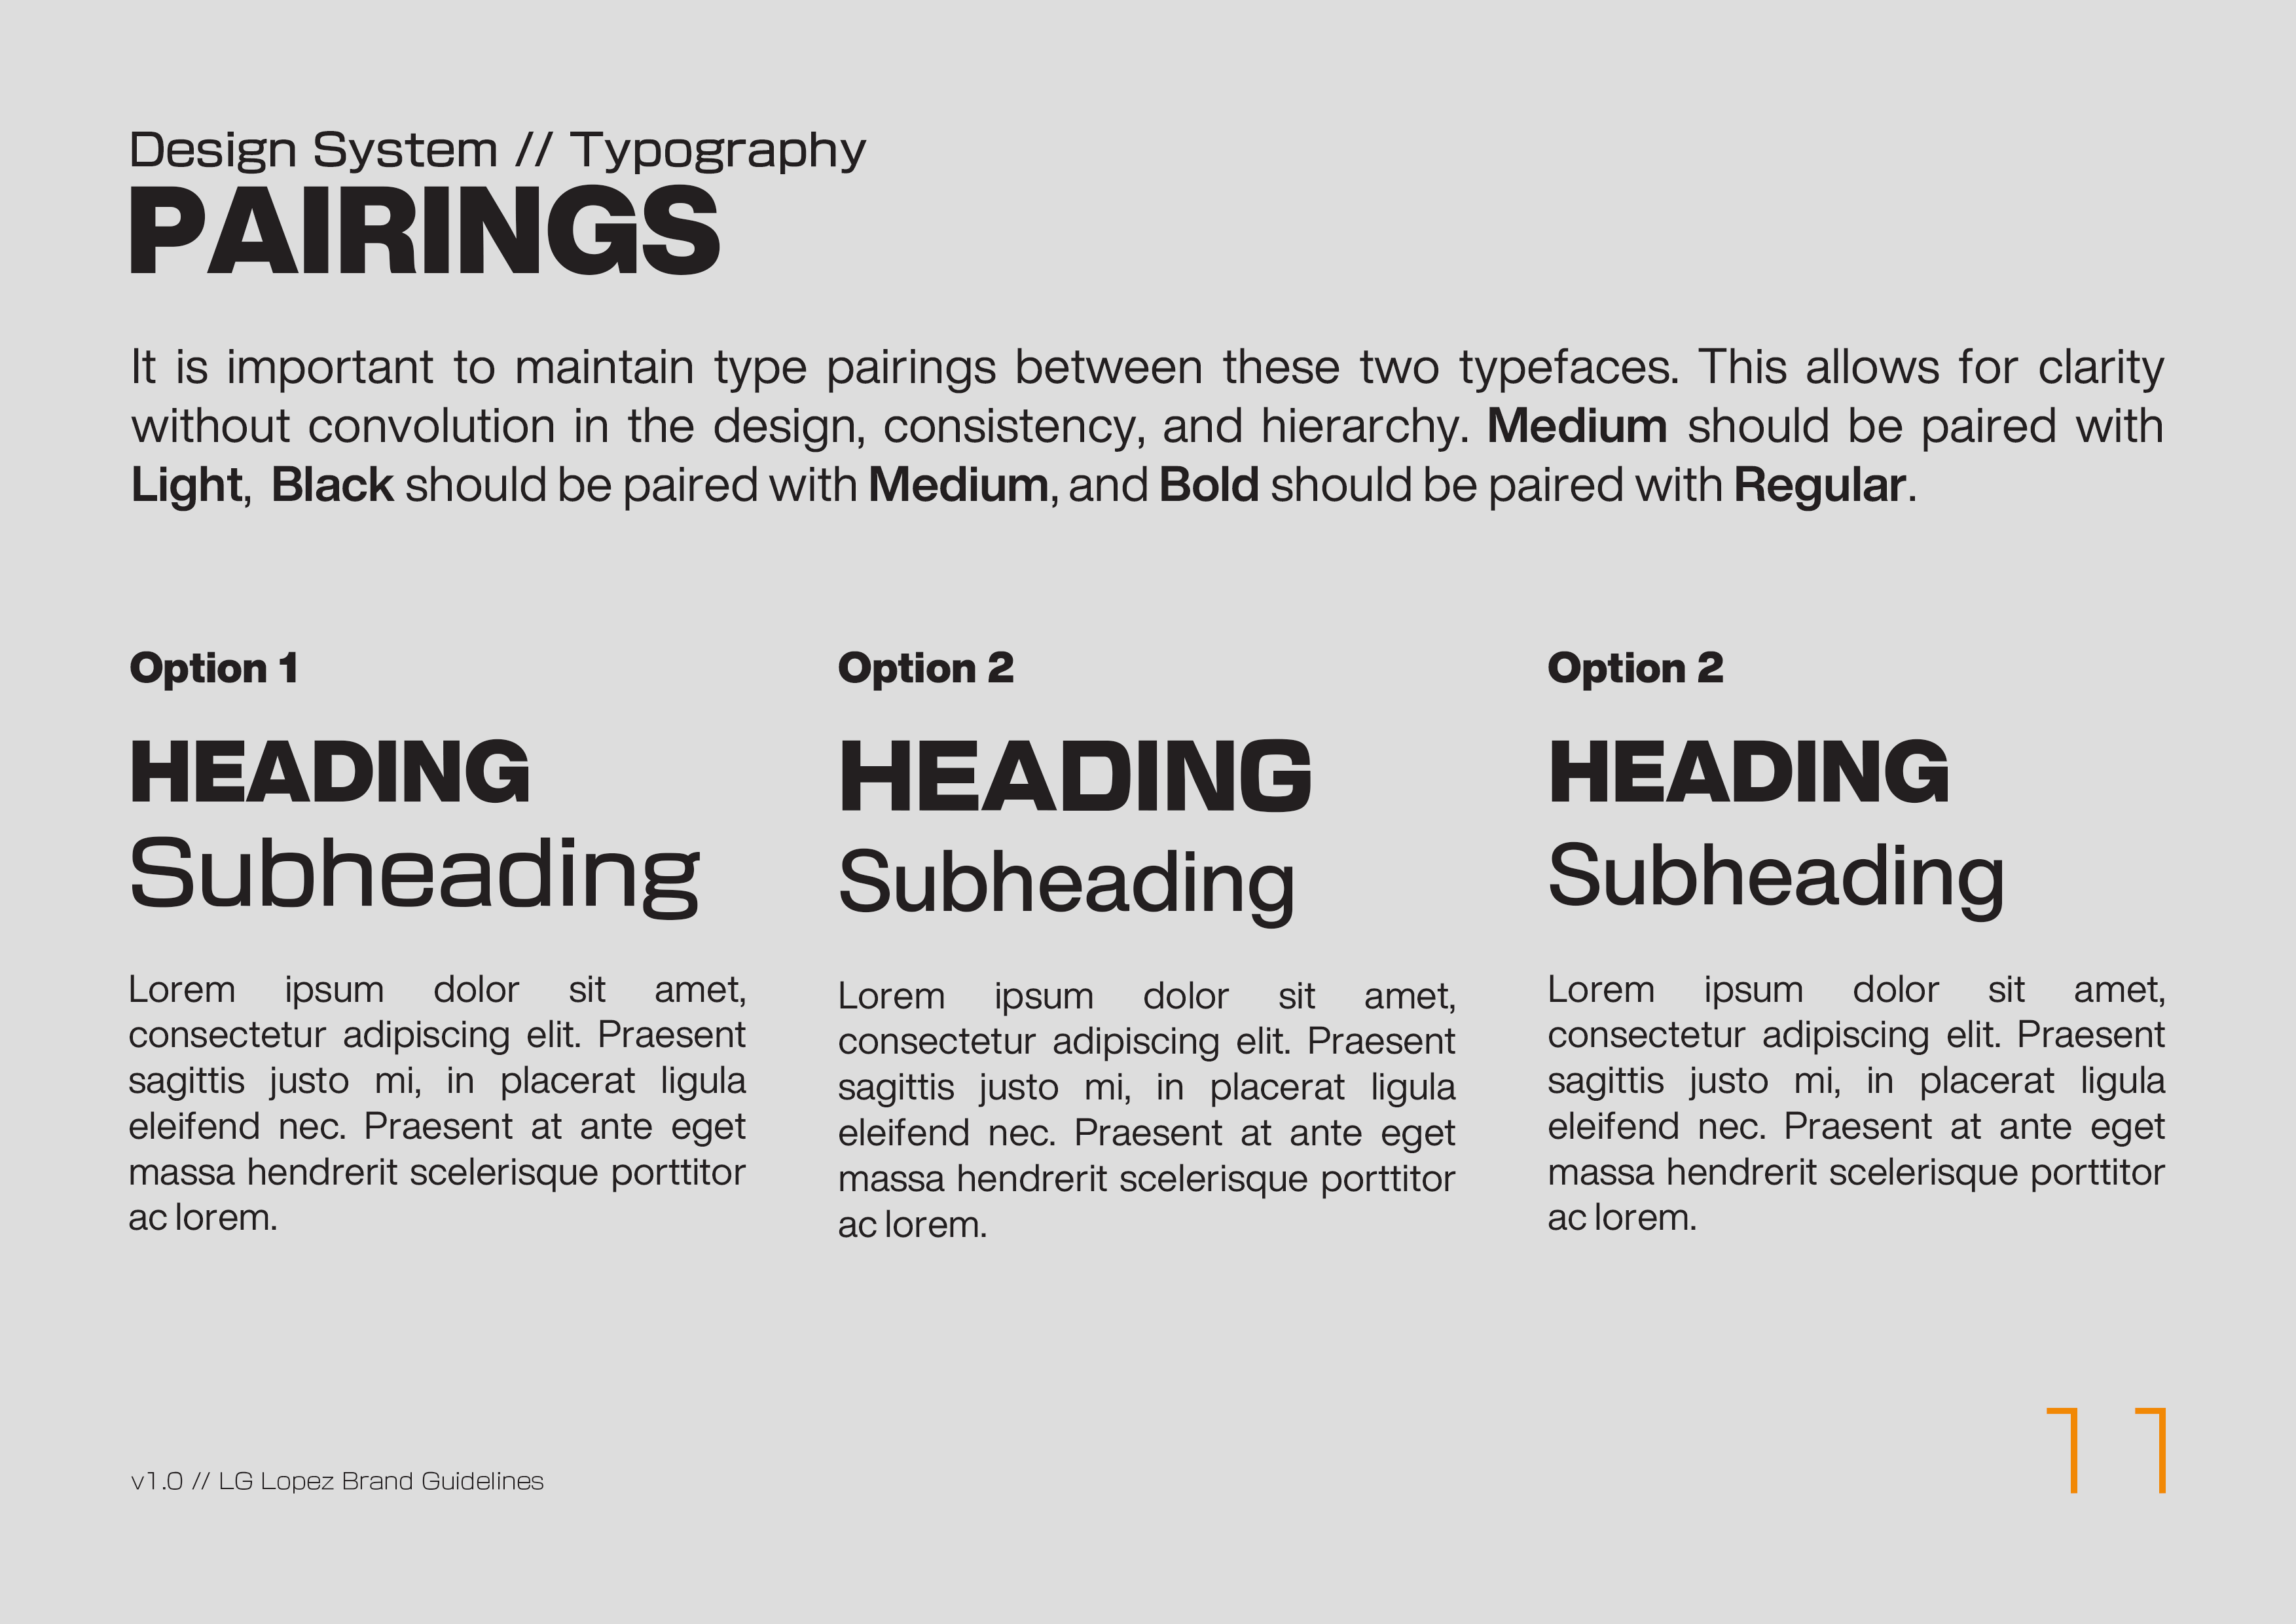 Design System // Typography
PAIRINGS
It is important to maintain type pairings between these two typefaces. This allows for clarity
without convolution in the design, consistency, and hierarchy. Medium should be paired with
Light, Black should be paired with Medium, and Bold should be paired with Regular.
Option 1
HEADING
Subheading
Lorem ipsum dolor sit amet,
consectetur adipiscing elit. Praesent
sagittis justo mi, in placerat ligula
eleifend nec. Praesent at ante eget
massa hendrerit scelerisque porttitor
ac lorem.
Option 2
HEADING
Subheading
Lorem ipsum dolor sit amet,
consectetur adipiscing elit. Praesent
sagittis justo mi, in placerat ligula
eleifend nec. Praesent at ante eget
massa hendrerit scelerisque porttitor
ac lorem.
Option 2
HEADING
Subheading
Lorem ipsum dolor sit amet,
consectetur adipiscing elit. Praesent
sagittis justo mi, in placerat ligula
eleifend nec. Praesent at ante eget
massa hendrerit scelerisque porttitor
ac lorem.
v1.0 // LG Lopez Brand Guidelines
11